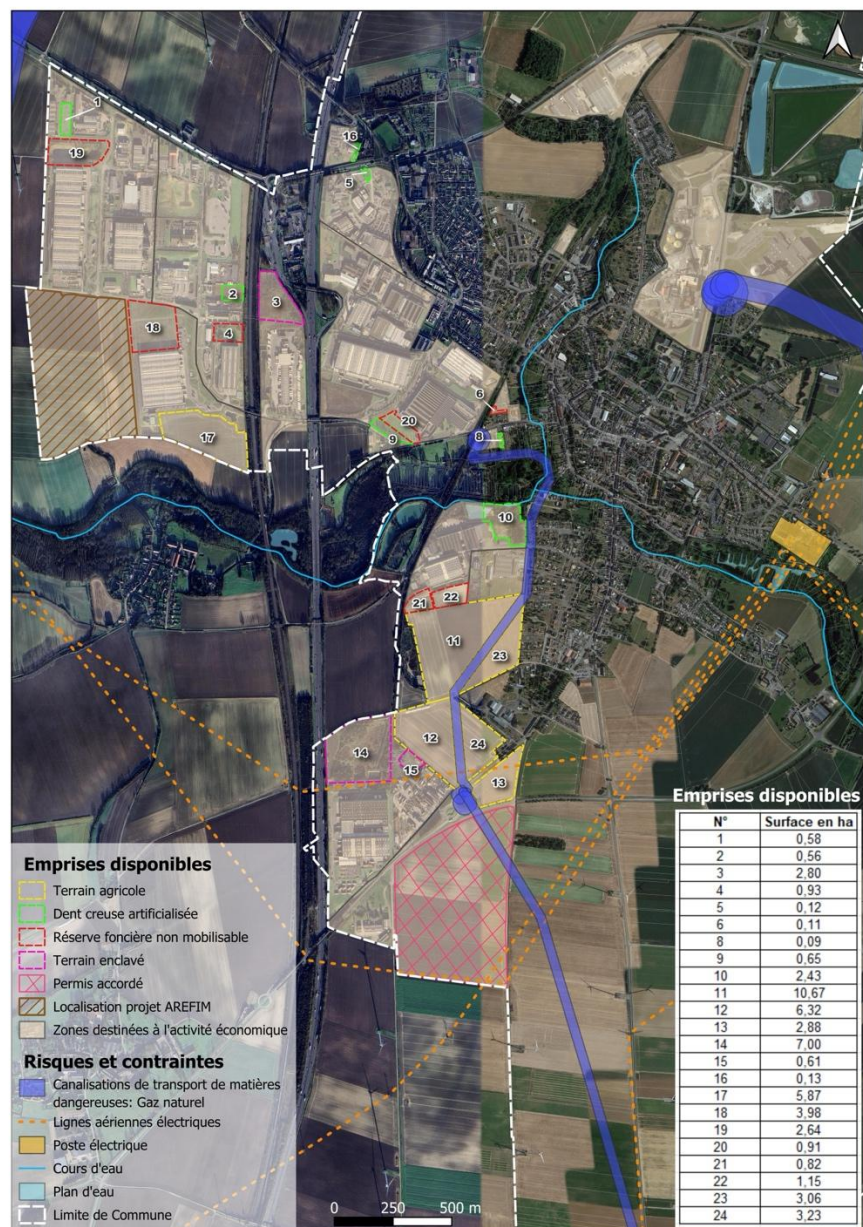 1
19
16
5
2
3
4
18
17
6
20
9
8
10
21
22
11
23
12
24
14
15
13
Emprises disponibles
Terrain agricole
Dent creuse artificialisée
Réserve foncière non mobilisable
Terrain enclavé
Permis accordé
Localisation projet AREFIM
Zones destinées à l'activité économique
Risques et contraintes
Canalisations de transport de matières
dangereuses: Gaz naturel
Lignes aériennes électriques
Poste électrique
Cours d'eau
Plan d'eau
Limite de Commune
0 250 500 m
Emprises disponibles
N° Surface en ha
1 0,58
2 0,56
3 2,80
4 0,93
5 0,12
6 0,11
8 0,09
9 0,65
10 2,43
11 10,67
12 6,32
13 2,88
14 7,00
15 0,61
16 0,13
17 5,87
18 3,98
19 2,64
20 0,91
21 0,82
22 1,15
23 3,06
24 3,23